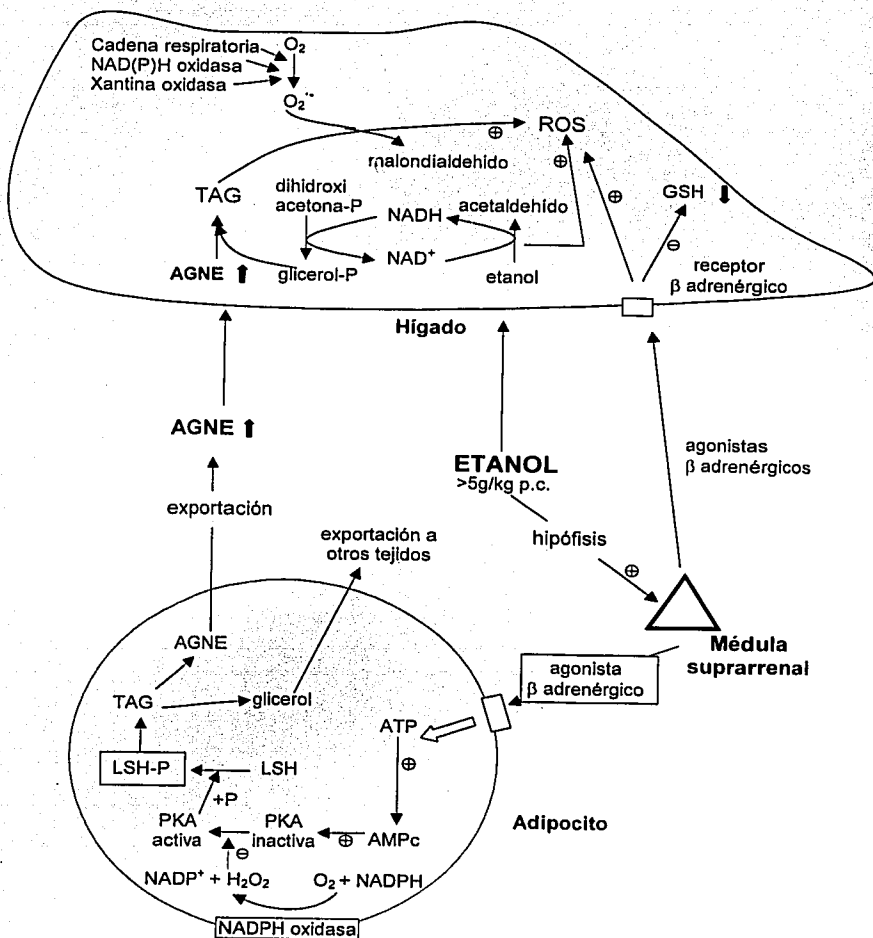 Cadena respiratoria
NAD(P)H oxidasa
Xantina oxidasa
O₂
O₂˙⁻
⊕
ROS
malondialdehido
⊕
TAG
dihidroxi
acetona-P
NADH
acetaldehído
⊕
GSH
⊖
AGNE
glicerol-P
NAD⁺
etanol
receptor
β adrenérgico
Hígado
AGNE
ETANOL
>5g/kg p.c.
agonistas
β adrenérgicos
exportación
exportación a
otros tejidos
hipófisis
⊕
Médula
suprarrenal
AGNE
agonista
β adrenérgico
TAG
glicerol
ATP
⊕
LSH-P
LSH
+P
PKA
activa
PKA
inactiva
⊕
AMPc
Adipocito
⊖
NADP⁺ + H₂O₂
O₂ + NADPH
NADPH oxidasa